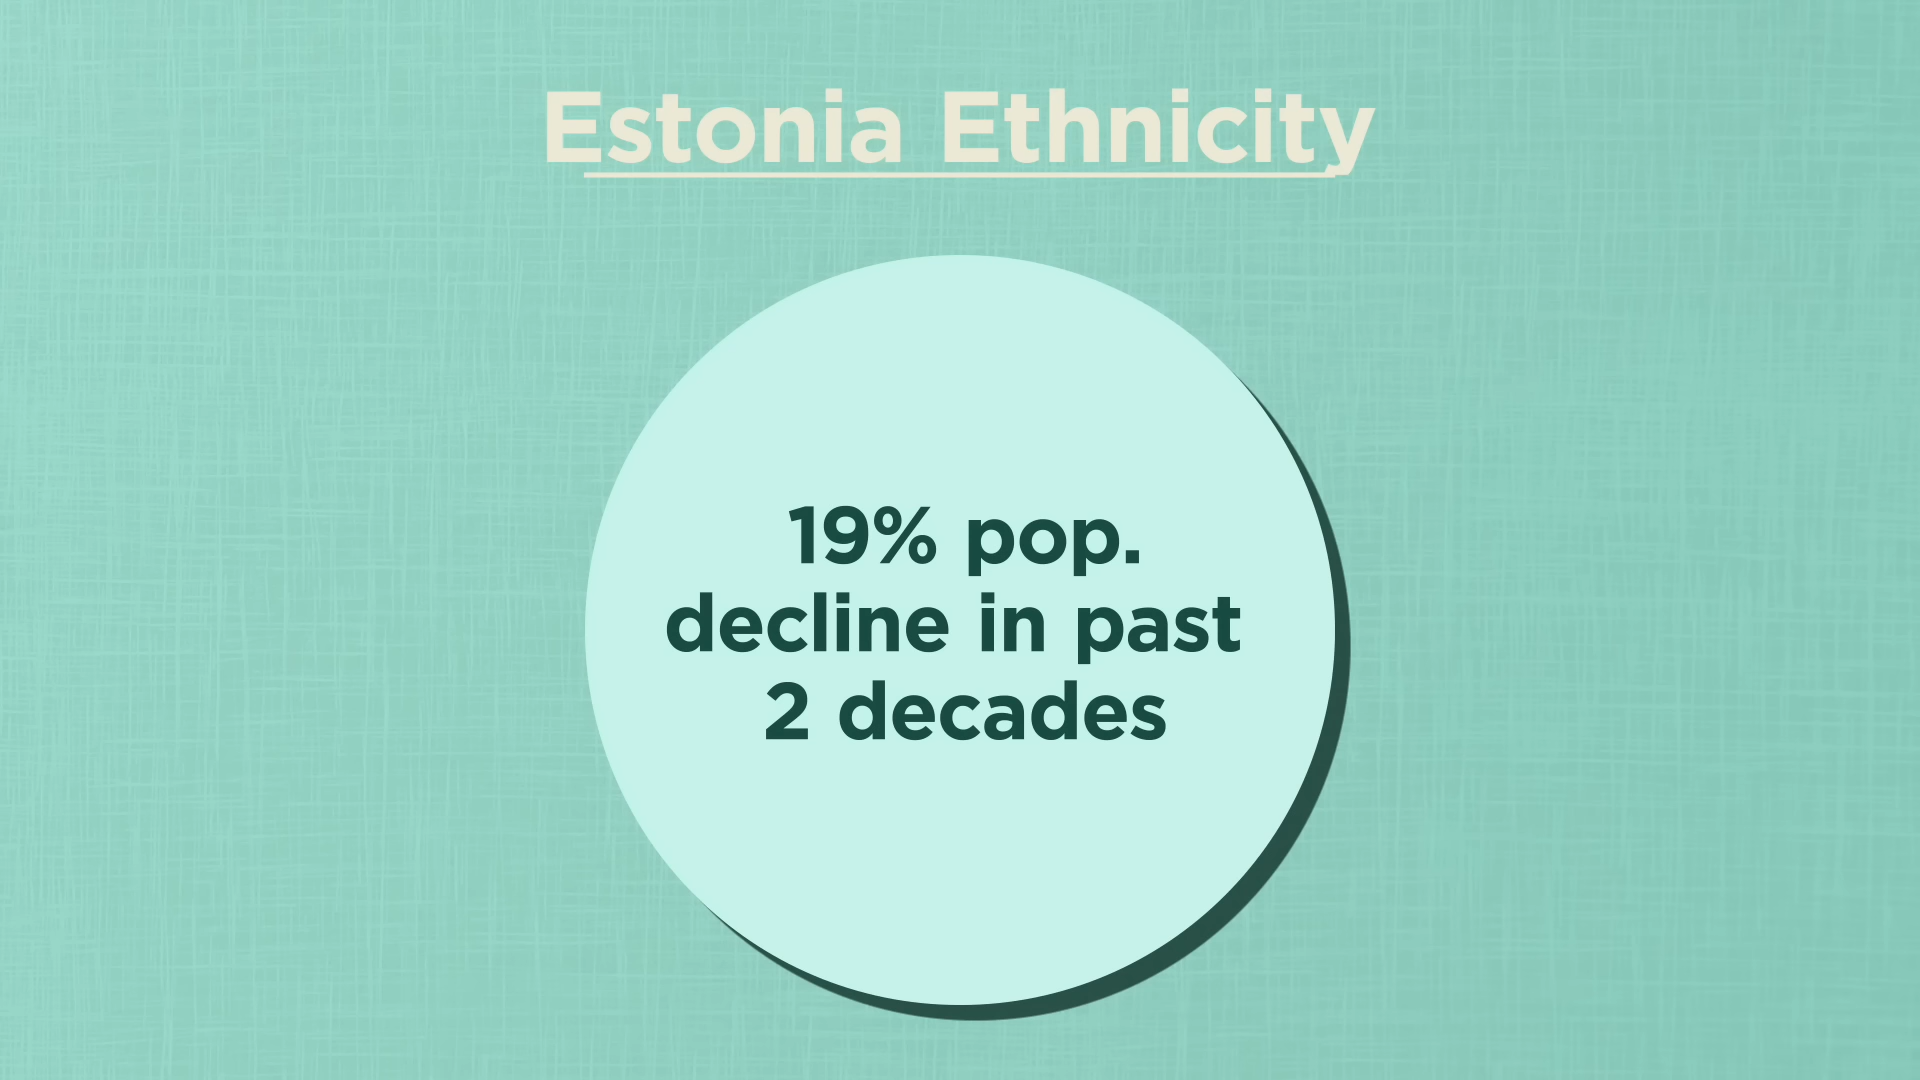 Estonia Ethnicity
19% pop.
decline in past
2 decades